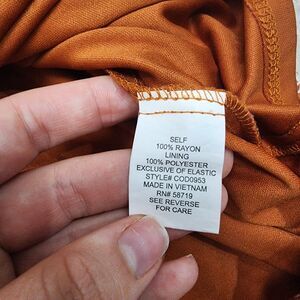 SELF
100% RAYON
LINING
100% POLYESTER
EXCLUSIVE OF ELASTIC
STYLE# COD0953
MADE IN VIETNAM
RN# 58719
SEE REVERSE
FOR CARE